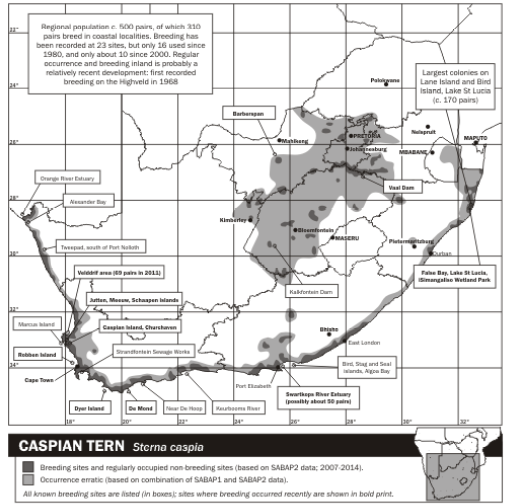 Regional population c. 500 pairs, of which 310
pairs breed in coastal localities. Breeding has
been recorded at 23 sites, but only 16 used since
1980, and only about 10 since 2000. Regular
occurrence and breeding inland is probably a
relatively recent development: first recorded
breeding on the Highveld in 1968
Largest colonies on
Lane Island and Bird
Island, Lake St Lucia
(c. 170 pairs)
22°
24°
26°
28°
30°
32°
34°
Polokwane
Barberspan
Mahikeng
PRETORIA
Johannesburg
Nelspruit
MAPUTO
MBABANE
Vaal Dam
Orange River Estuary
Alexander Bay
Kimberley
Bloemfontein
MASERU
Pietermaritzburg
Durban
Tweepad, south of Port Nolloth
Velddrif area (69 pairs in 2011)
False Bay, Lake St Lucia,
iSimangaliso Wetland Park
Kalkfontein Dam
Jutten, Meeuw, Schaapen Islands
Marcus Island
Caspian Island, Churchaven
Bhisho
East London
Robben Island
Strandfontein Sewage Works
Cape Town
Port Elizabeth
Bird, Stag and Seal
Islands, Algoa Bay
Swartkops River Estuary
(possibly about 50 pairs)
Dyer Island
De Mond
Near De Hoop
Keurbooms River
18°
20°
22°
24°
26°
28°
30°
32°
CASPIAN TERN Sterna caspia
Breeding sites and regularly occupied non-breeding sites (based on SABAP2 data; 2007-2014).
Occurrence erratic (based on combination of SABAP1 and SABAP2 data).
All known breeding sites are listed (in boxes); sites where breeding occurred recently are shown in bold print.